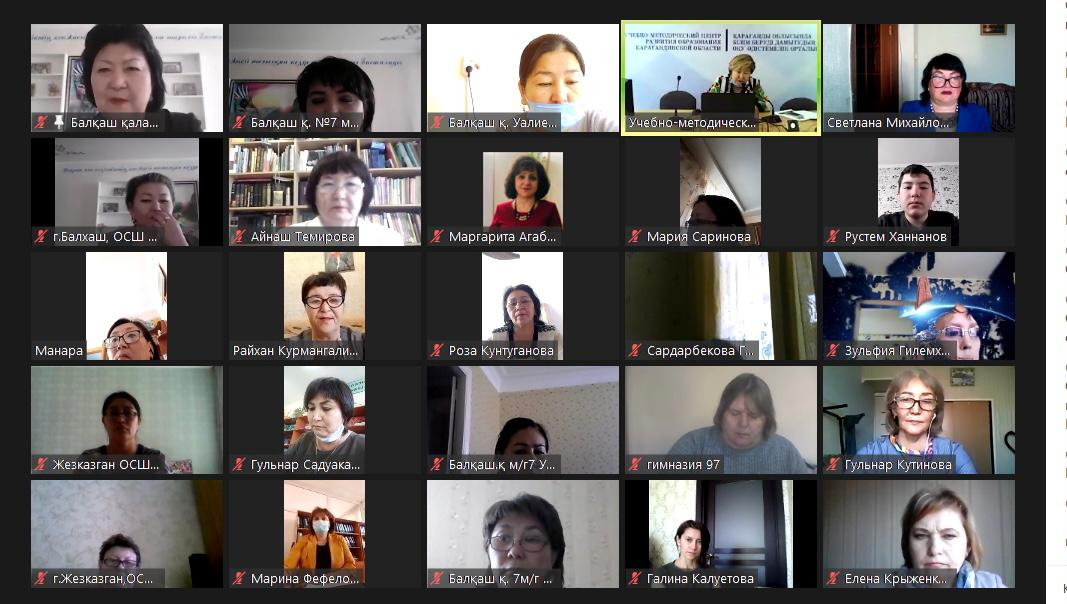 Балқаш қала...
Балқаш қ. №7 м...
Балқаш қ. Уалие...
УЧЕБНО МЕТОДИЧЕСКИЙ ЦЕНТР
РАЗВИТИЯ ОБРАЗОВАНИЯ
КАРАГАНДИНСКОЙ ОБЛАСТИ
ҚАРАҒАНДЫ ОБЛЫСЫНДА
БІЛІМ БЕРУДІ ДАМЫТУДЫҢ
ОҚУ ӘДІСТЕМЕЛІК ОРТАЛЫ
Учебно-методическ...
Светлана Михайло...
г.Балхаш, ОСШ ...
Айнаш Темирова
Маргарита Агаб...
Мария Саринова
Рустем Ханнанов
Манара
Райхан Курмангали...
Роза Кунтуганова
Сардарбекова Г...
Зульфия Гилемх...
Жезказган ОСШ...
Гульнар Садуака...
Балқаш.қ м/г7 У...
гимназия 97
Гульнар Кутинова
г.Жезказган,ОС...
Марина Фефело...
Балқаш қ. 7м/г ...
Галина Калуетова
Елена Крыженк...